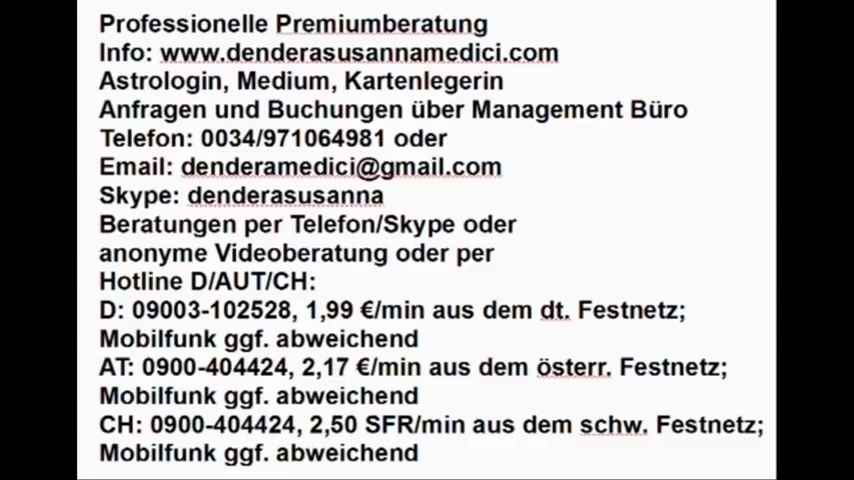 Professionelle Premiumberatung
Info: www.denderasusannamedici.com
Astrologin, Medium, Kartenlegerin
Anfragen und Buchungen über Management Büro
Telefon: 0034/971064981 oder
Email: denderamedici@gmail.com
Skype: denderasusanna
Beratungen per Telefon/Skype oder
anonyme Videoberatung oder per
Hotline D/AUT/CH:
D: 09003-102528, 1,99 €/min aus dem dt. Festnetz;
Mobilfunk ggf. abweichend
AT: 0900-404424, 2,17 €/min aus dem österr. Festnetz;
Mobilfunk ggf. abweichend
CH: 0900-404424, 2,50 SFR/min aus dem schw. Festnetz;
Mobilfunk ggf. abweichend